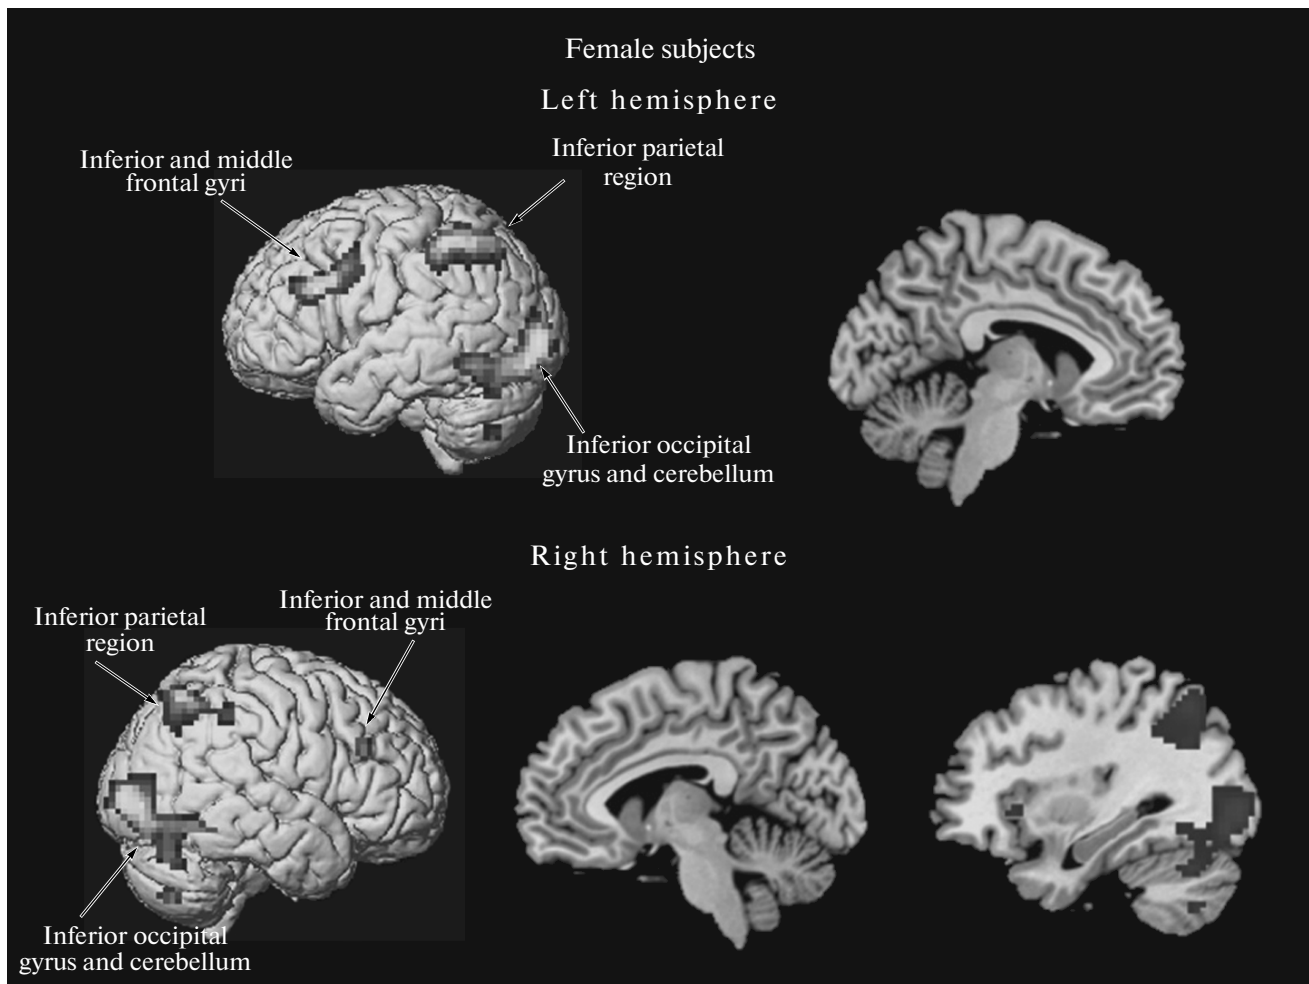 Female subjects
Left hemisphere
Inferior and middle
frontal gyri
Inferior parietal
region
Inferior occipital
gyrus and cerebellum
Right hemisphere
Inferior parietal
region
Inferior and middle
frontal gyri
Inferior occipital
gyrus and cerebellum